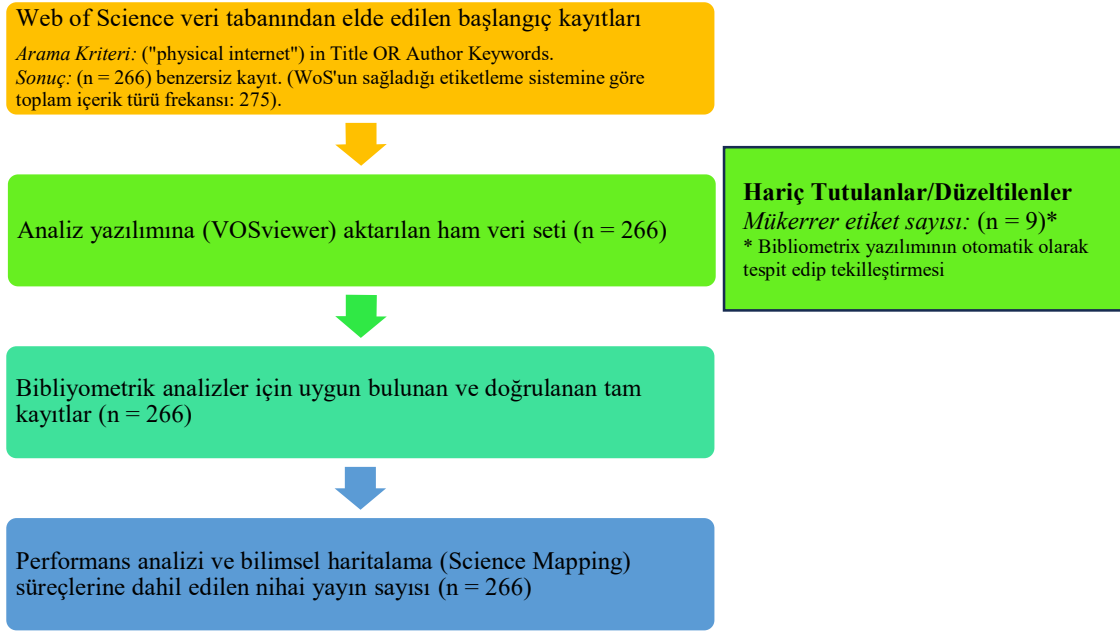 Web of Science veri tabanından elde edilen başlangıç kayıtları
Arama Kriteri: ("physical internet") in Title OR Author Keywords.
Sonuç: (n = 266) benzersiz kayıt. (WoS'un sağladığı etiketleme sistemine göre
toplam içerik türü frekansı: 275).
Analiz yazılımına (VOSviewer) aktarılan ham veri seti (n = 266)
Hariç Tutulanlar/Düzeltilenler
Mükerrer etiket sayısı: (n = 9)*
* Bibliometrix yazılımının otomatik olarak
tespit edip tekilleştirmesi
Bibliyometrik analizler için uygun bulunan ve doğrulanan tam
kayıtlar (n = 266)
Performans analizi ve bilimsel haritalama (Science Mapping)
süreçlerine dahil edilen nihai yayın sayısı (n = 266)